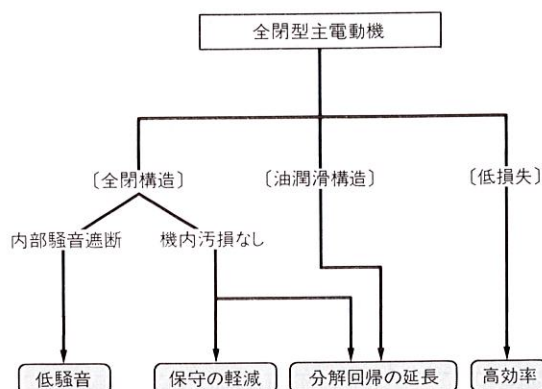 全閉型主電動機
〔全閉構造〕
〔油潤滑構造〕
〔低損失〕
内部騒音遮断
機内汚損なし
低騒音
保守の軽減
分解回帰の延長
高効率